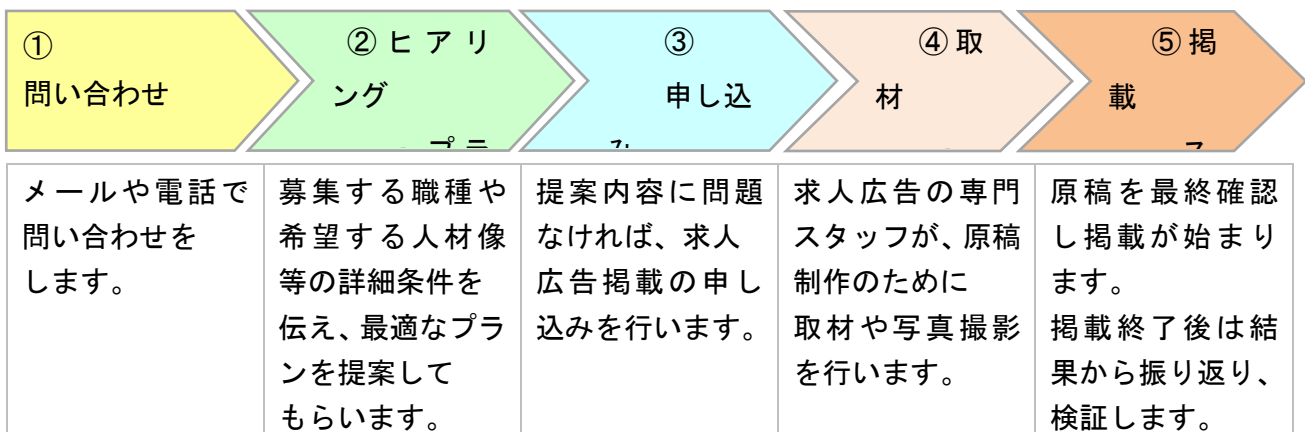 ①
問い合わせ
②ヒアリ
ング
③
申し込
み
④取
材
⑤掲
載
メールや電話で
問い合わせを
します。
募集する職種や
希望する人材像
等の詳細条件を
伝え、最適なプラ
ンを提案して
もらいます。
提案内容に問題
なければ、求人
広告掲載の申し
込みを行います。
求人広告の専門
スタッフが、原稿
制作のために
取材や写真撮影
を行います。
原稿を最終確認
し掲載が始まり
ます。
掲載終了後は結
果から振り返り、
検証します。